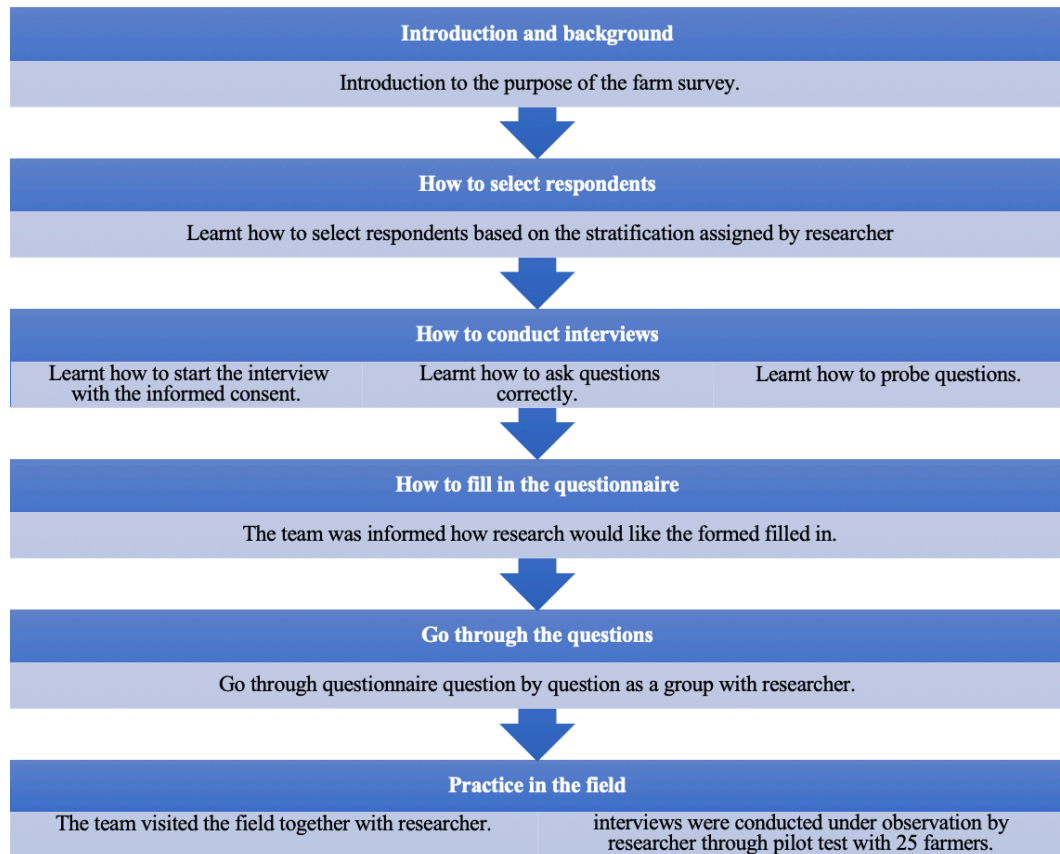 Introduction and background
Introduction to the purpose of the farm survey.
How to select respondents
Learnt how to select respondents based on the stratification assigned by researcher
How to conduct interviews
Learnt how to start the interview
with the informed consent.
Learnt how to ask questions
correctly.
Learnt how to probe questions.
How to fill in the questionnaire
The team was informed how research would like the formed filled in.
Go through the questions
Go through questionnaire question by question as a group with researcher.
Practice in the field
The team visited the field together with researcher.
interviews were conducted under observation by
researcher through pilot test with 25 farmers.